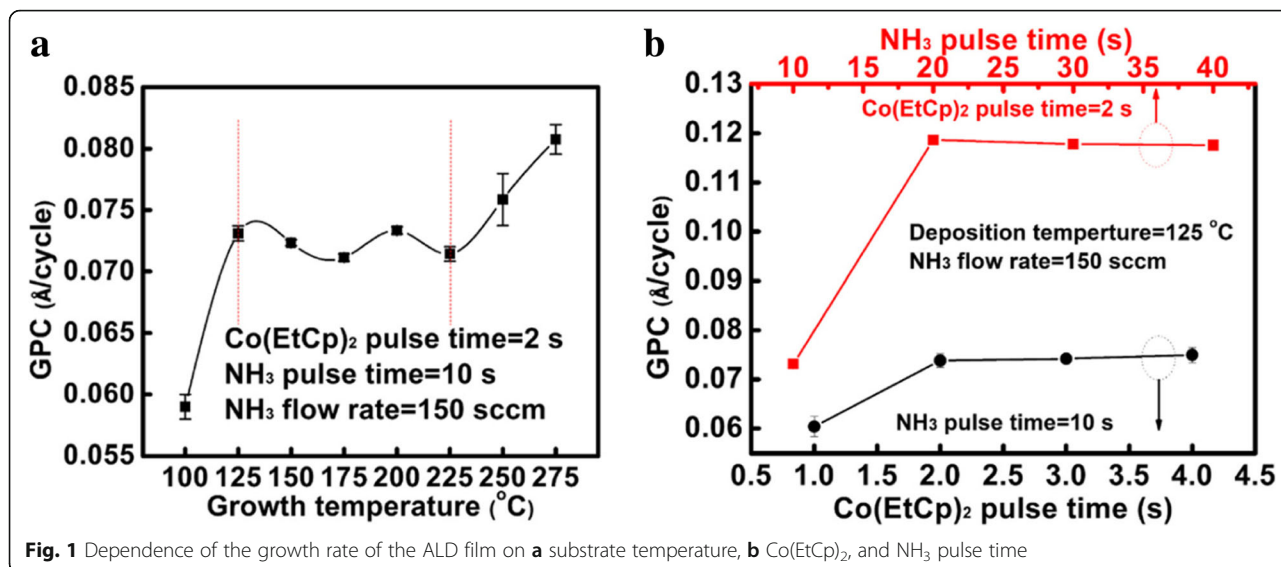 a
0.085
0.080
0.075
0.070
0.065
0.060
0.055
GPC (Å/cycle)
Co(EtCp)₂ pulse time=2 s
NH₃ pulse time=10 s
NH₃ flow rate=150 sccm
100 125 150 175 200 225 250 275
Growth temperature (°C)
b
NH₃ pulse time (s)
10 15 20 25 30 35 40
0.13
0.12
0.11
0.10
0.09
0.08
0.07
0.06
GPC (Å/cycle)
Co(EtCp)₂ pulse time=2 s
Deposition temperture=125 °C
NH₃ flow rate=150 sccm
NH₃ pulse time=10 s
0.5 1.0 1.5 2.0 2.5 3.0 3.5 4.0 4.5
Co(EtCp)₂ pulse time (s)
Fig. 1 Dependence of the growth rate of the ALD film on a substrate temperature, b Co(EtCp)₂, and NH₃ pulse time